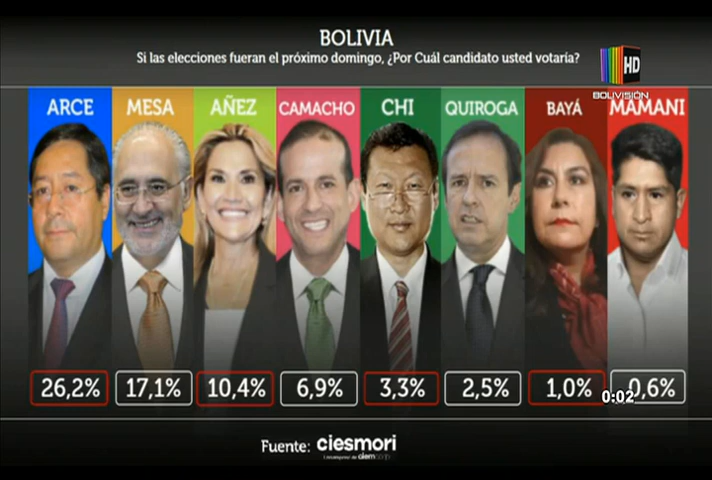 BOLIVIA
Si las elecciones fueran el próximo domingo, ¿Por Cuál candidato usted votaría?
HD
BOLIVISIÓN
ARCE MESA AÑEZ CAMACHO CHI QUIROGA BAYÁ MAMANI
26,2% 17,1% 10,4% 6,9% 3,3% 2,5% 1,0% 0,6%
0:02
Fuente: ciesmori